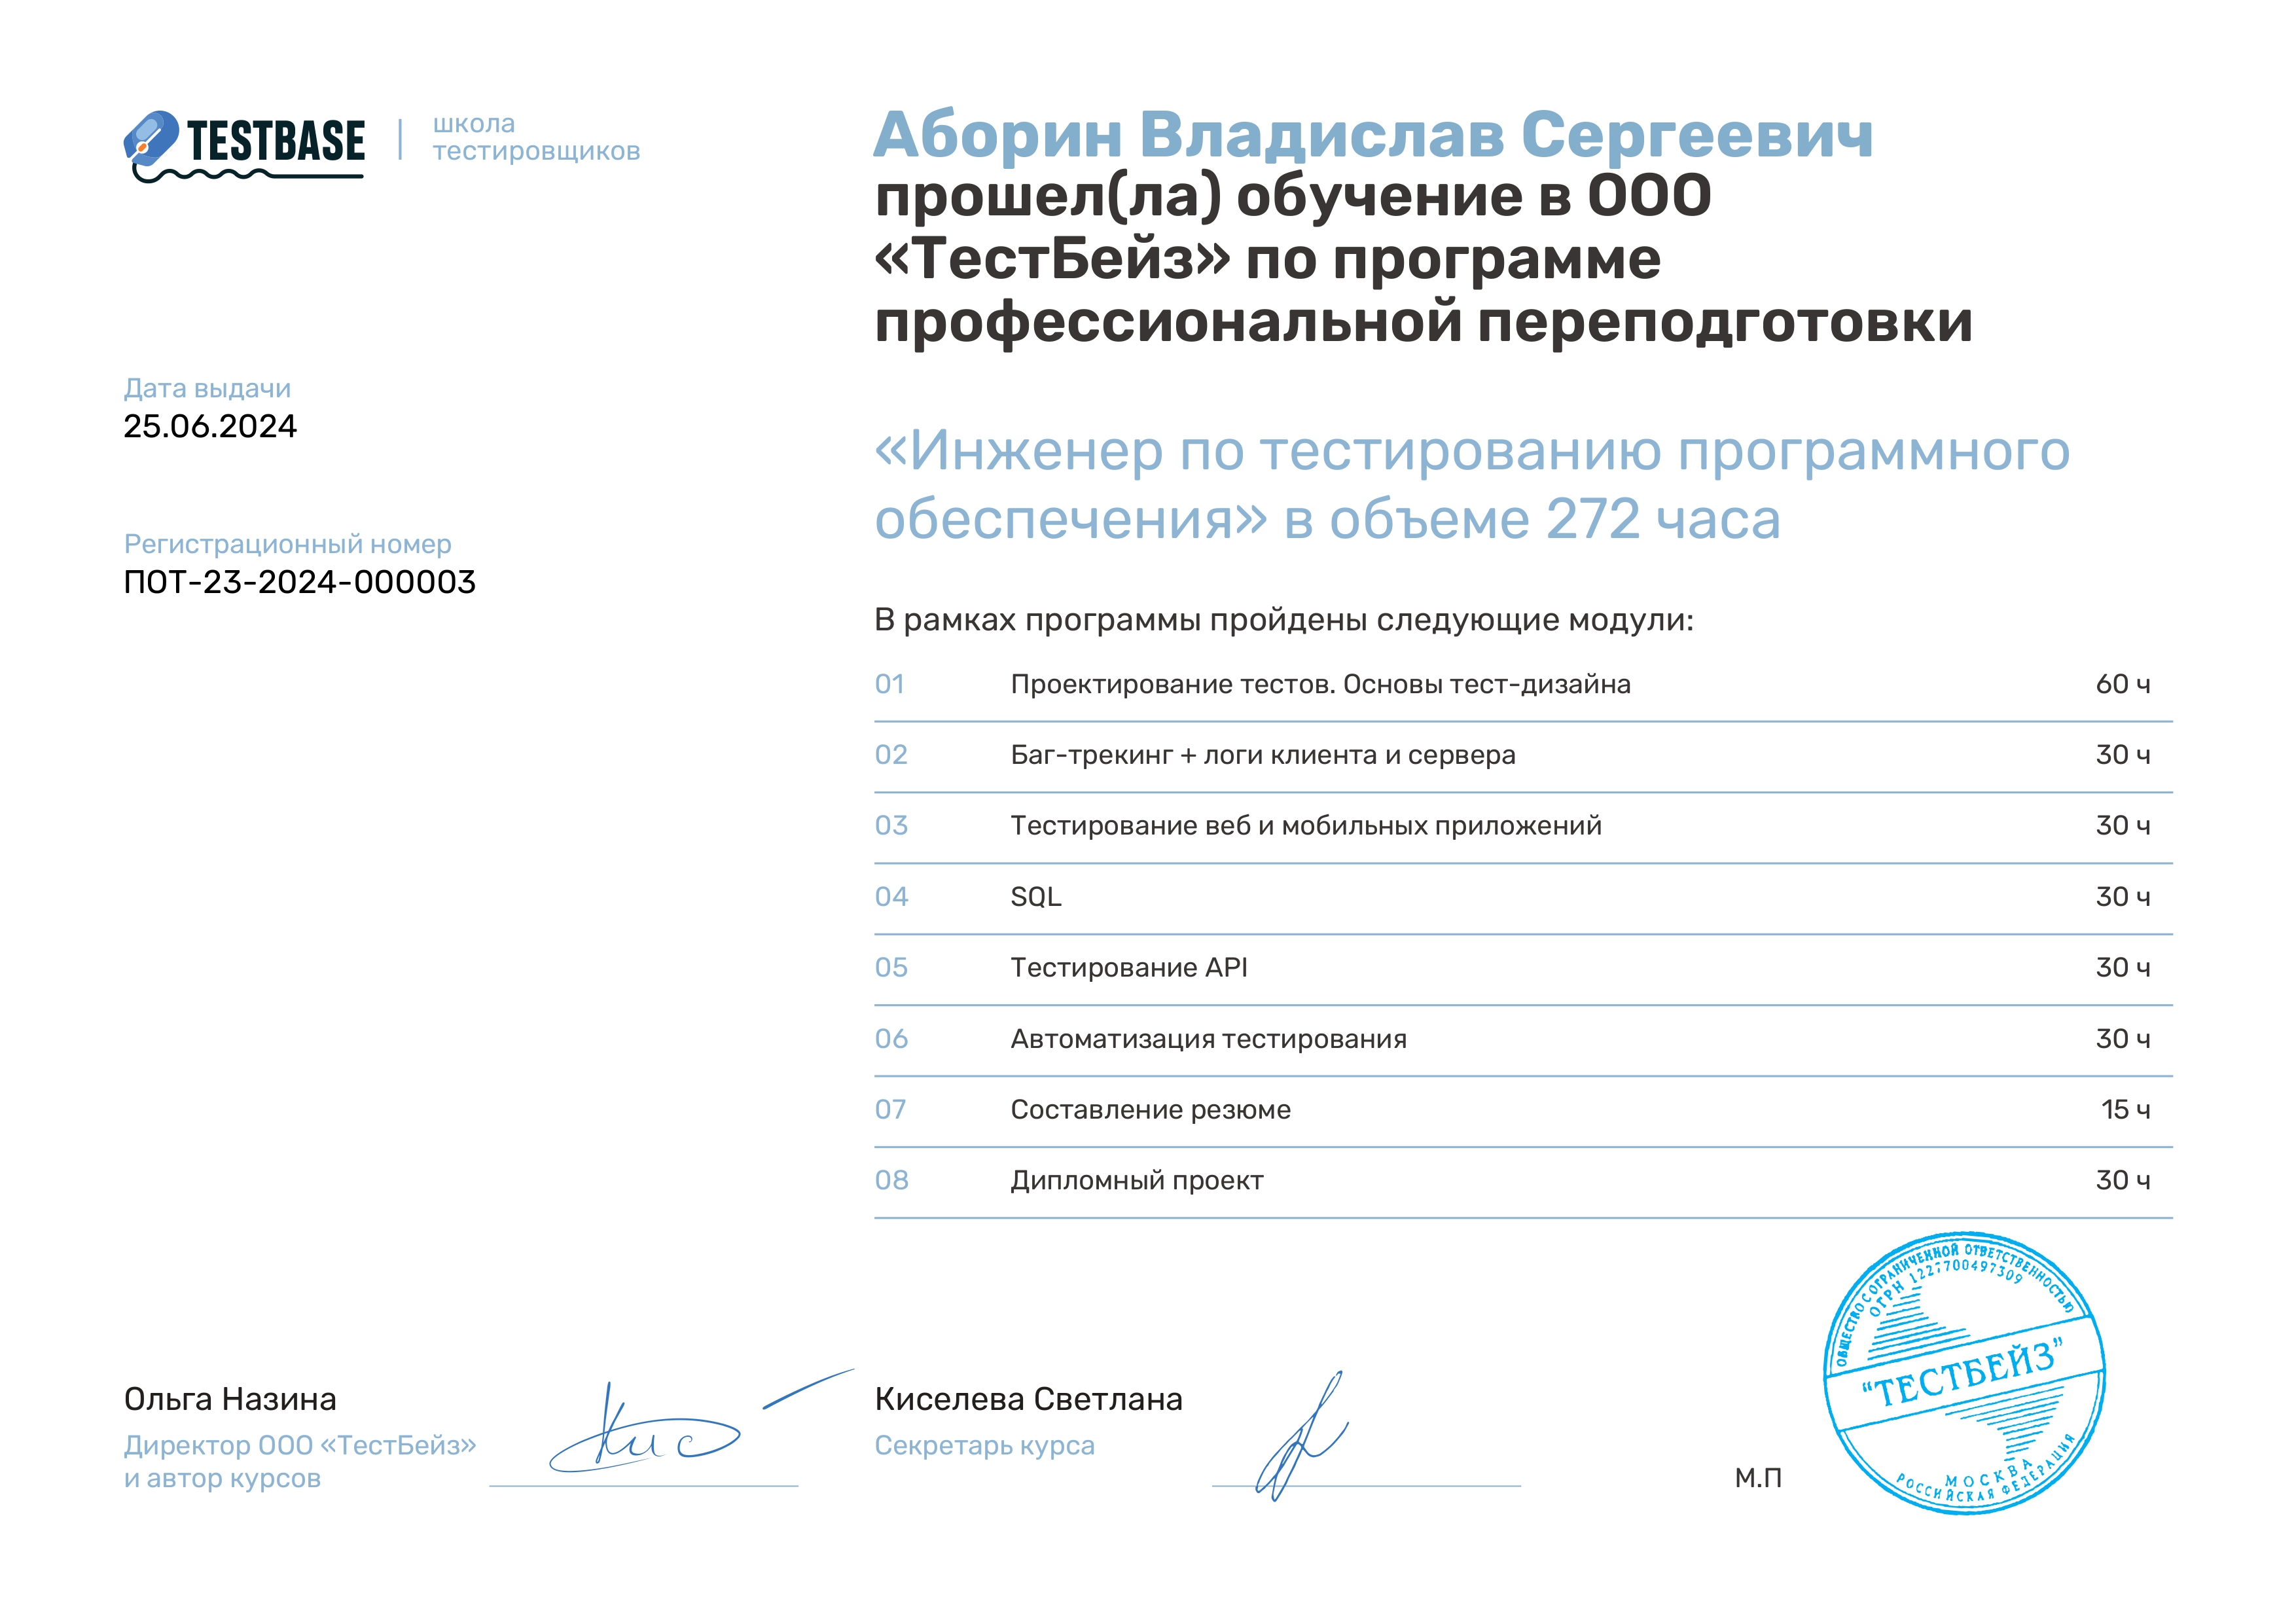 TESTBASE
школа
тестировщиков
Дата выдачи
25.06.2024
Регистрационный номер
ПОТ-23-2024-000003
Аборин Владислав Сергеевич
прошел(ла) обучение в ООО
«ТестБейз» по программе
профессиональной переподготовки
«Инженер по тестированию программного
обеспечения» в объеме 272 часа
В рамках программы пройдены следующие модули:
01 Проектирование тестов. Основы тест-дизайна 60 ч
02 Баг-трекинг + логи клиента и сервера 30 ч
03 Тестирование веб и мобильных приложений 30 ч
04 SQL 30 ч
05 Тестирование API 30 ч
06 Автоматизация тестирования 30 ч
07 Составление резюме 15 ч
08 Дипломный проект 30 ч
Ольга Назина
Директор ООО «ТестБейз»
и автор курсов
Киселева Светлана
Секретарь курса
М.П
ОБЩЕСТВО С ОГРАНИЧЕННОЙ ОТВЕТСТВЕННОСТЬЮ
ОГРН 1227700497309
"ТЕСТБЕЙЗ"
МОСКВА
РОССИЙСКАЯ ФЕДЕРАЦИЯ